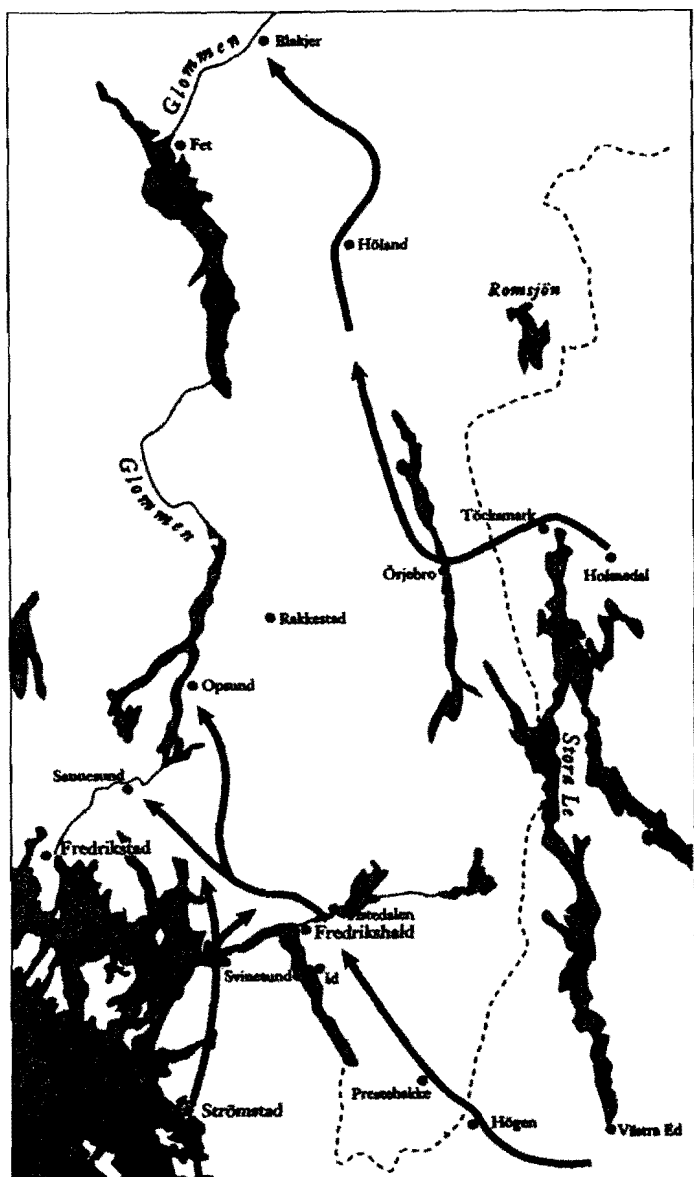 Glommen
Blakjer
Fet
Höland
Romsjön
Glommen
Töcksmark
Örjebro
Holmedal
Rakkestad
Opsund
Stora Le
Sannesund
Fredrikstad
Fredrikshald
Svinesund
Id
Strömstad
Prestebakke
Högen
Västra Ed